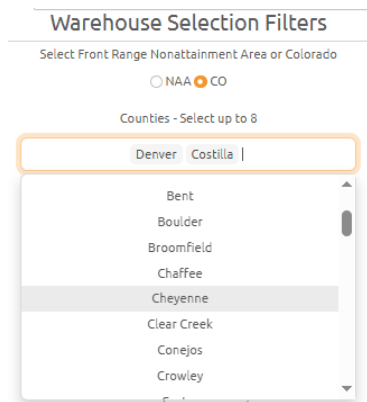 Warehouse Selection Filters
Select Front Range Nonattainment Area or Colorado
NAA CO
Counties - Select up to 8
Denver Costilla
Bent
Boulder
Broomfield
Chaffee
Cheyenne
Clear Creek
Conejos
Crowley